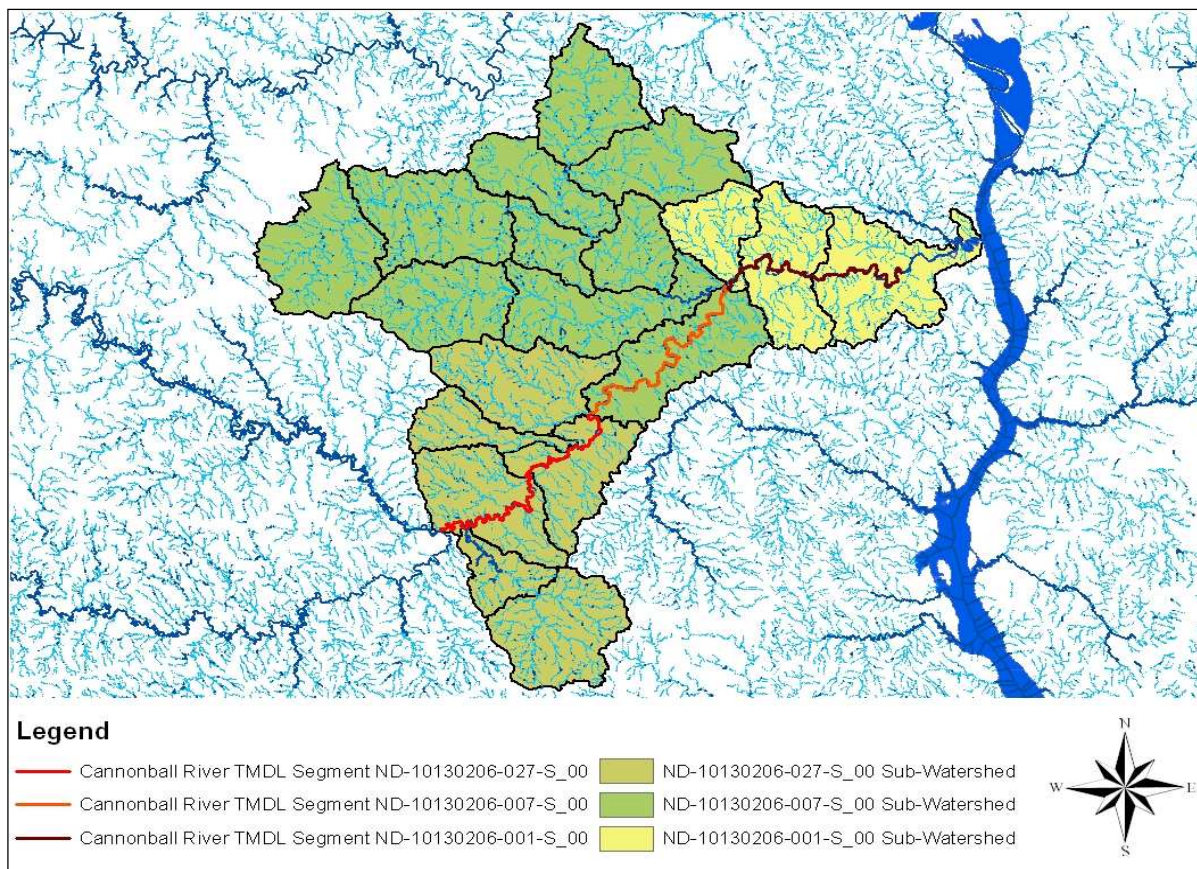 Legend
Cannonball River TMDL Segment ND-10130206-027-S_00
Cannonball River TMDL Segment ND-10130206-007-S_00
Cannonball River TMDL Segment ND-10130206-001-S_00
ND-10130206-027-S_00 Sub-Watershed
ND-10130206-007-S_00 Sub-Watershed
ND-10130206-001-S_00 Sub-Watershed
N
W
E
S